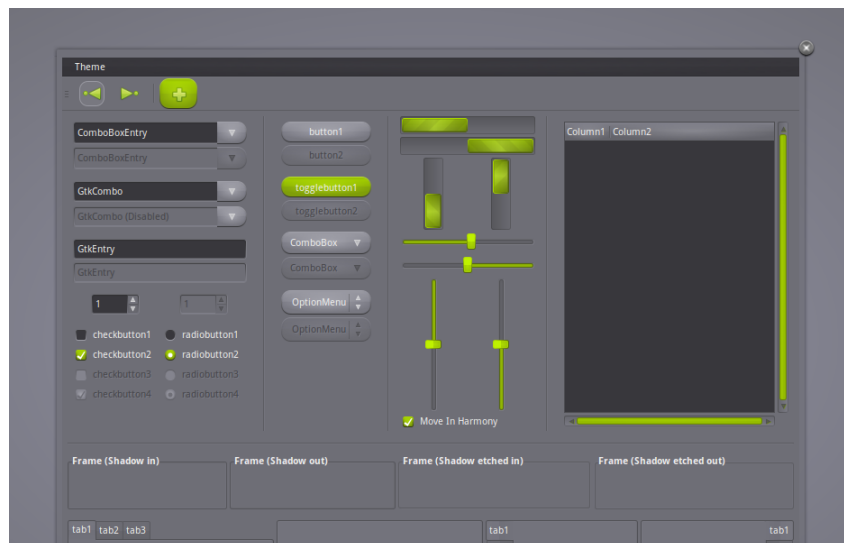 Theme
ComboBoxEntry
ComboBoxEntry
GtkCombo
GtkCombo (Disabled)
GtkEntry
GtkEntry
1
1
checkbutton1
radiobutton1
checkbutton2
radiobutton2
checkbutton3
radiobutton3
checkbutton4
radiobutton4
button1
button2
togglebutton1
togglebutton2
ComboBox
ComboBox
OptionMenu
OptionMenu
Move In Harmony
Column1 Column2
Frame (Shadow in)
Frame (Shadow out)
Frame (Shadow etched in)
Frame (Shadow etched out)
tab1 tab2 tab3
tab1
tab1